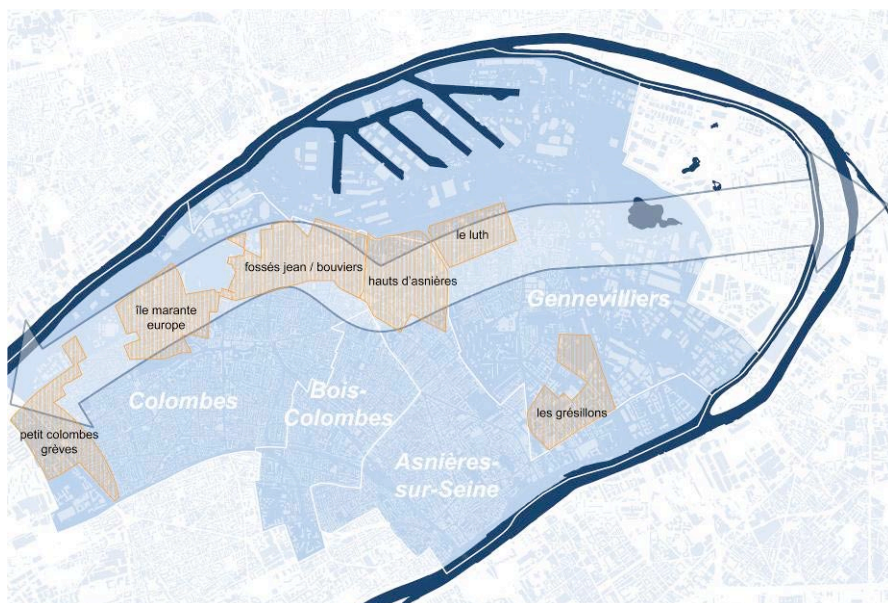 le luth
fossés jean / bouviers
hauts d'asnières
Gennevilliers
île marante
europe
Colombes
Bois-
Colombes
les grésillons
petit colombes
grèves
Asnières-
sur-Seine